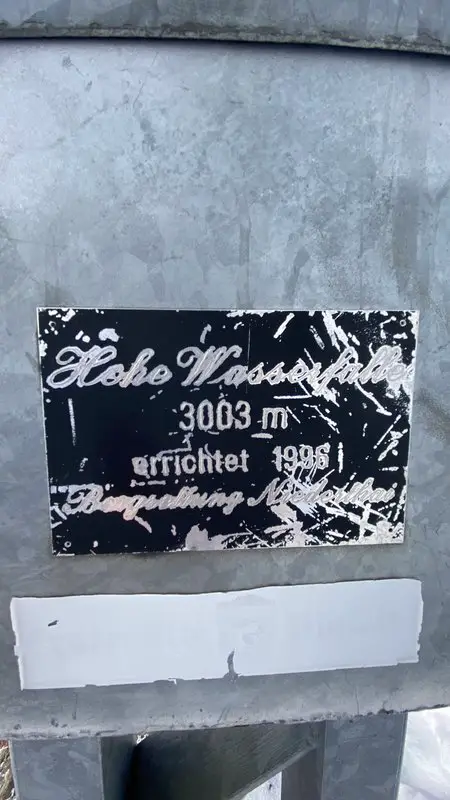 Hohe Wasserfalle
3003 m
errichtet 1996
Bergrettung Niederthai